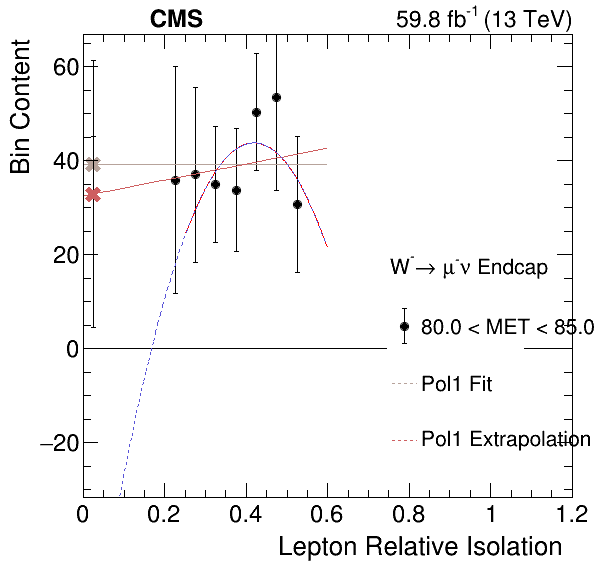 CMS 59.8 fb⁻¹ (13 TeV)
Bin Content
60
40
20
0
−20
W⁻→ μ⁻ν Endcap
80.0 < MET < 85.0
Pol1 Fit
Pol1 Extrapolation
0 0.2 0.4 0.6 0.8 1 1.2
Lepton Relative Isolation